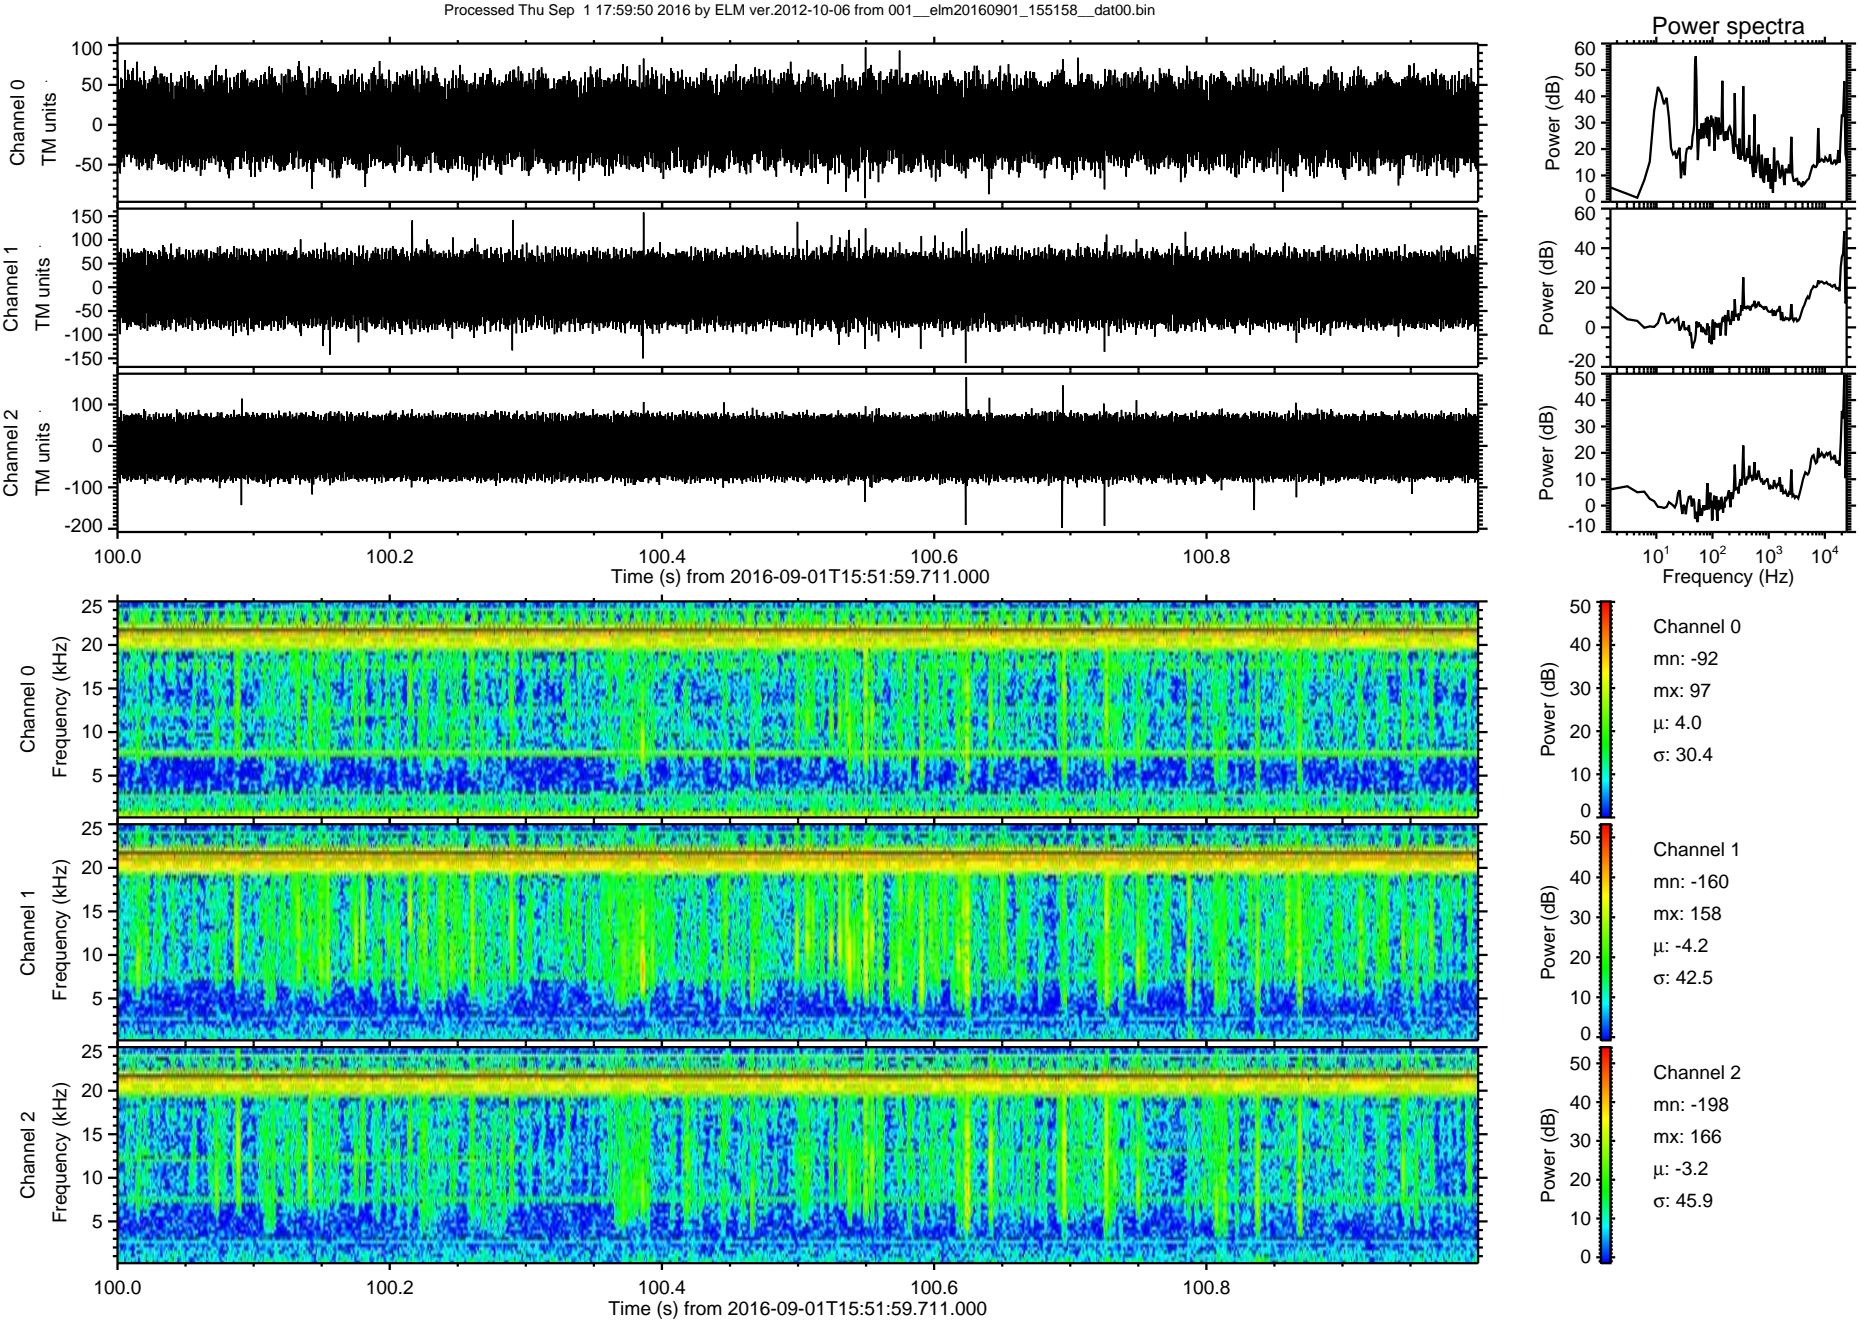 Processed Thu Sep  1 17:59:50 2016 by ELM ver.2012-10-06 from 001__elm20160901_155158__dat00.bin
Power spectra
Channel 0
TM units
100
50
0
-50
Power (dB)
60
50
40
30
20
10
0
Channel 1
TM units
150
100
50
0
-50
-100
-150
Power (dB)
60
40
20
0
-20
Channel 2
TM units
100
0
-100
-200
Power (dB)
50
40
30
20
10
0
-10
100.0 100.2 100.4 100.6 100.8
Time (s) from 2016-09-01T15:51:59.711.000
10^1 10^2 10^3 10^4
Frequency (Hz)
Channel 0
Frequency (kHz)
25
20
15
10
5
Power (dB)
50
40
30
20
10
0
Channel 0
mn: -92
mx: 97
μ: 4.0
σ: 30.4
Channel 1
Frequency (kHz)
25
20
15
10
5
Power (dB)
50
40
30
20
10
0
Channel 1
mn: -160
mx: 158
μ: -4.2
σ: 42.5
Channel 2
Frequency (kHz)
25
20
15
10
5
Power (dB)
50
40
30
20
10
0
Channel 2
mn: -198
mx: 166
μ: -3.2
σ: 45.9
100.0 100.2 100.4 100.6 100.8
Time (s) from 2016-09-01T15:51:59.711.000